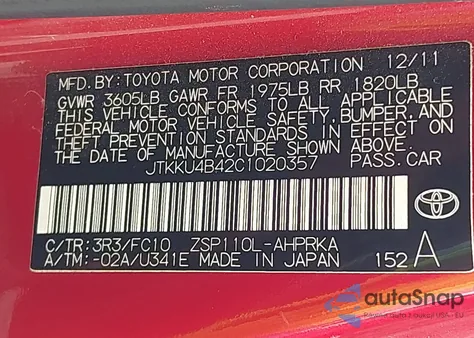 MFD.BY: TOYOTA MOTOR CORPORATION 12/11
GVWR 3605LB GAWR FR 1975LB RR 1820LB
THIS VEHICLE CONFORMS TO ALL APPLICABLE
FEDERAL MOTOR VEHICLE SAFETY,BUMPER,AND
THEFT PREVENTION STANDARDS IN EFFECT ON
THE DATE OF MANUFACTURE SHOWN ABOVE.
JTKKU4B42C1020357 PASS.CAR
TOYOTA
C/TR: 3R3/FC10 ZSP110L-AHPRKA
A/TM: -02A/U341E MADE IN JAPAN 152 A
autoSnap